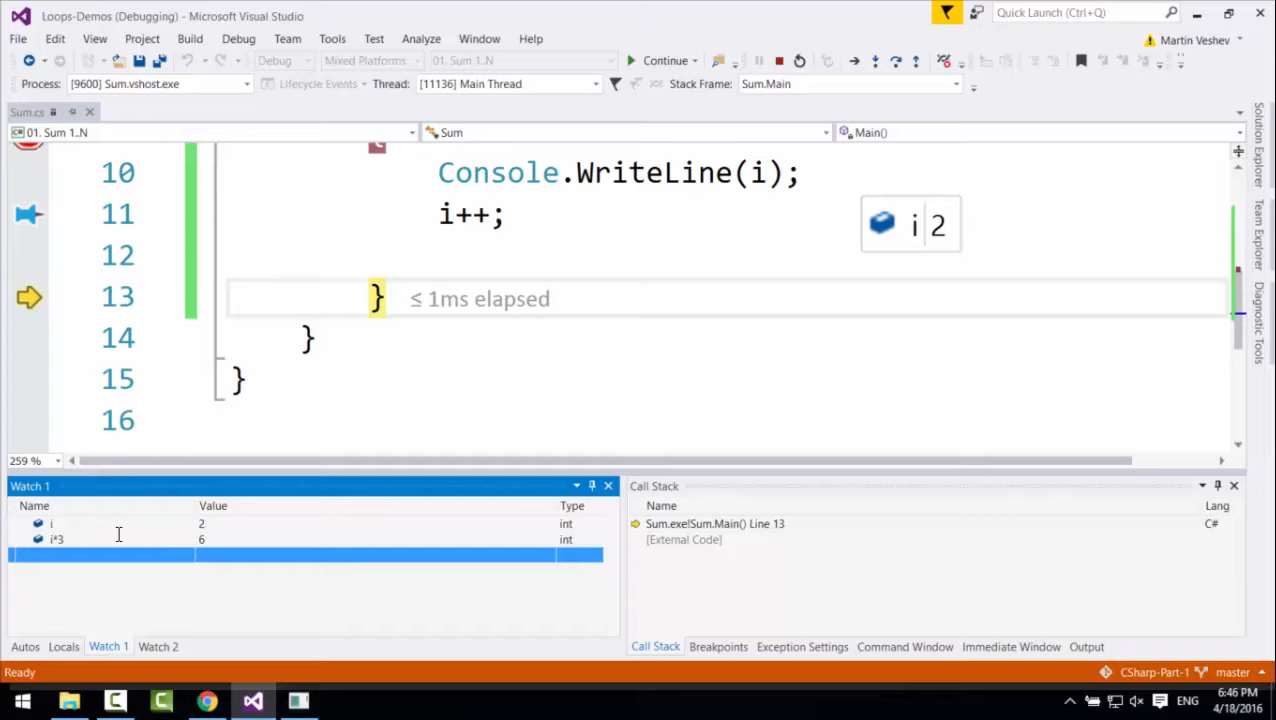 Loops-Demos (Debugging) - Microsoft Visual Studio
Quick Launch (Ctrl+Q)
File Edit View Project Build Debug Team Tools Test Analyze Window Help
Martin Veshev
Debug Mixed Platforms 01. Sum 1..N Continue
Process: [9600] Sum.vshost.exe Lifecycle Events Thread: [11136] Main Thread Stack Frame: Sum.Main
Sum.cs
01. Sum 1..N Sum Main()
10 Console.WriteLine(i);
11 i++;
i 2
12
13 } ≤ 1ms elapsed
14 }
15 }
16
259 %
Solution Explorer
Team Explorer
Diagnostic Tools
Watch 1
Name Value Type
i 2 int
i*3 6 int
Autos Locals Watch 1 Watch 2
Call Stack
Name Lang
Sum.exe!Sum.Main() Line 13 C#
[External Code]
Call Stack Breakpoints Exception Settings Command Window Immediate Window Output
Ready
CSharp-Part-1 master
ENG
6:46 PM
4/18/2016